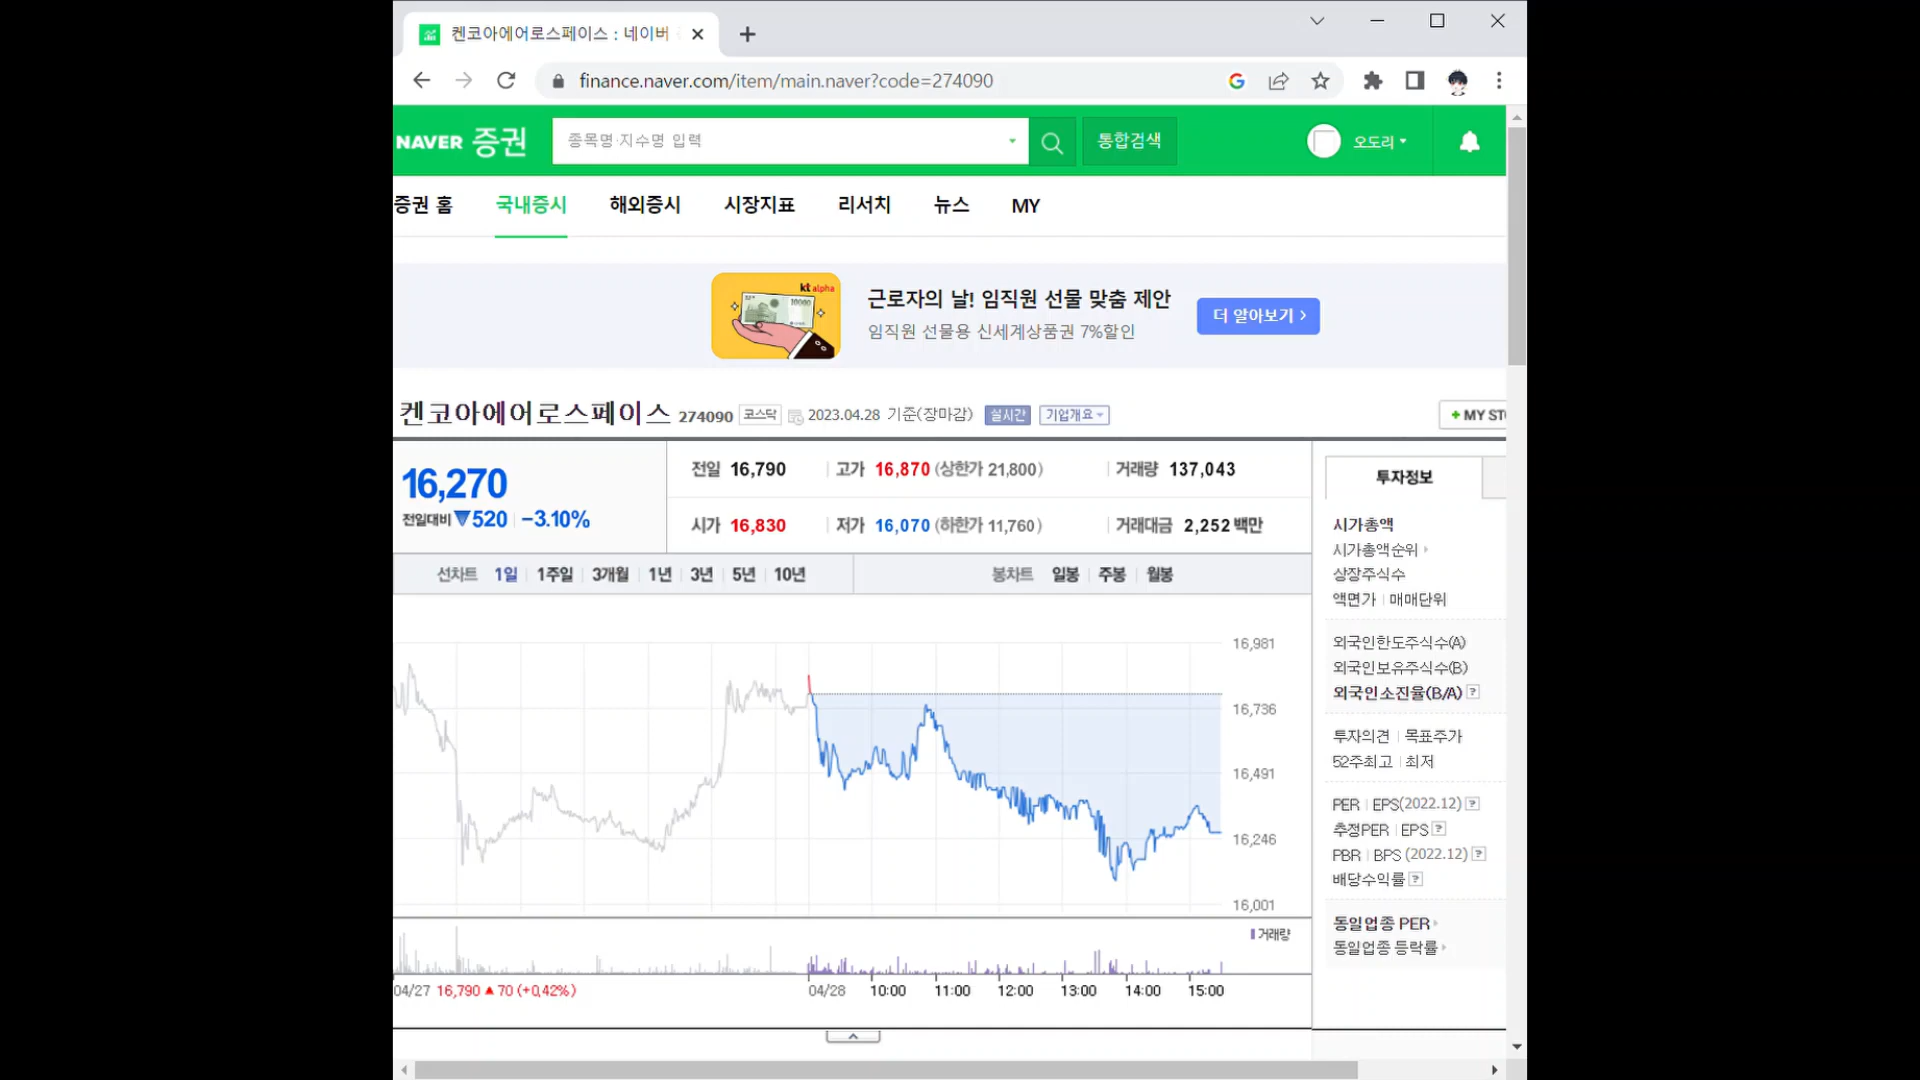 켄코아에어로스페이스 : 네이버
finance.naver.com/item/main.naver?code=274090
NAVER 증권
종목명·지수명 입력
통합검색
오도리
증권 홈 국내증시 해외증시 시장지표 리서치 뉴스 MY
kt alpha
10000
근로자의 날! 임직원 선물 맞춤 제안
임직원 선물용 신세계상품권 7%할인
더 알아보기 >
켄코아에어로스페이스 274090 코스닥 2023.04.28 기준(장마감) 실시간 기업개요 + MY ST
16,270
전일대비 ▼520 -3.10%
전일 16,790 고가 16,870 (상한가 21,800) 거래량 137,043
시가 16,830 저가 16,070 (하한가 11,760) 거래대금 2,252 백만
선차트 1일 1주일 3개월 1년 3년 5년 10년 봉차트 일봉 주봉 월봉
16,981
16,736
16,491
16,246
16,001
거래량
04/27 16,790 ▲ 70 (+0,42%) 04/28 10:00 11:00 12:00 13:00 14:00 15:00
투자정보
시가총액
시가총액순위
상장주식수
액면가 매매단위
외국인한도주식수(A)
외국인보유주식수(B)
외국인소진율(B/A) ?
투자의견 목표주가
52주최고 최저
PER EPS(2022.12) ?
추정PER EPS ?
PBR BPS (2022.12) ?
배당수익률 ?
동일업종 PER
동일업종 등락률